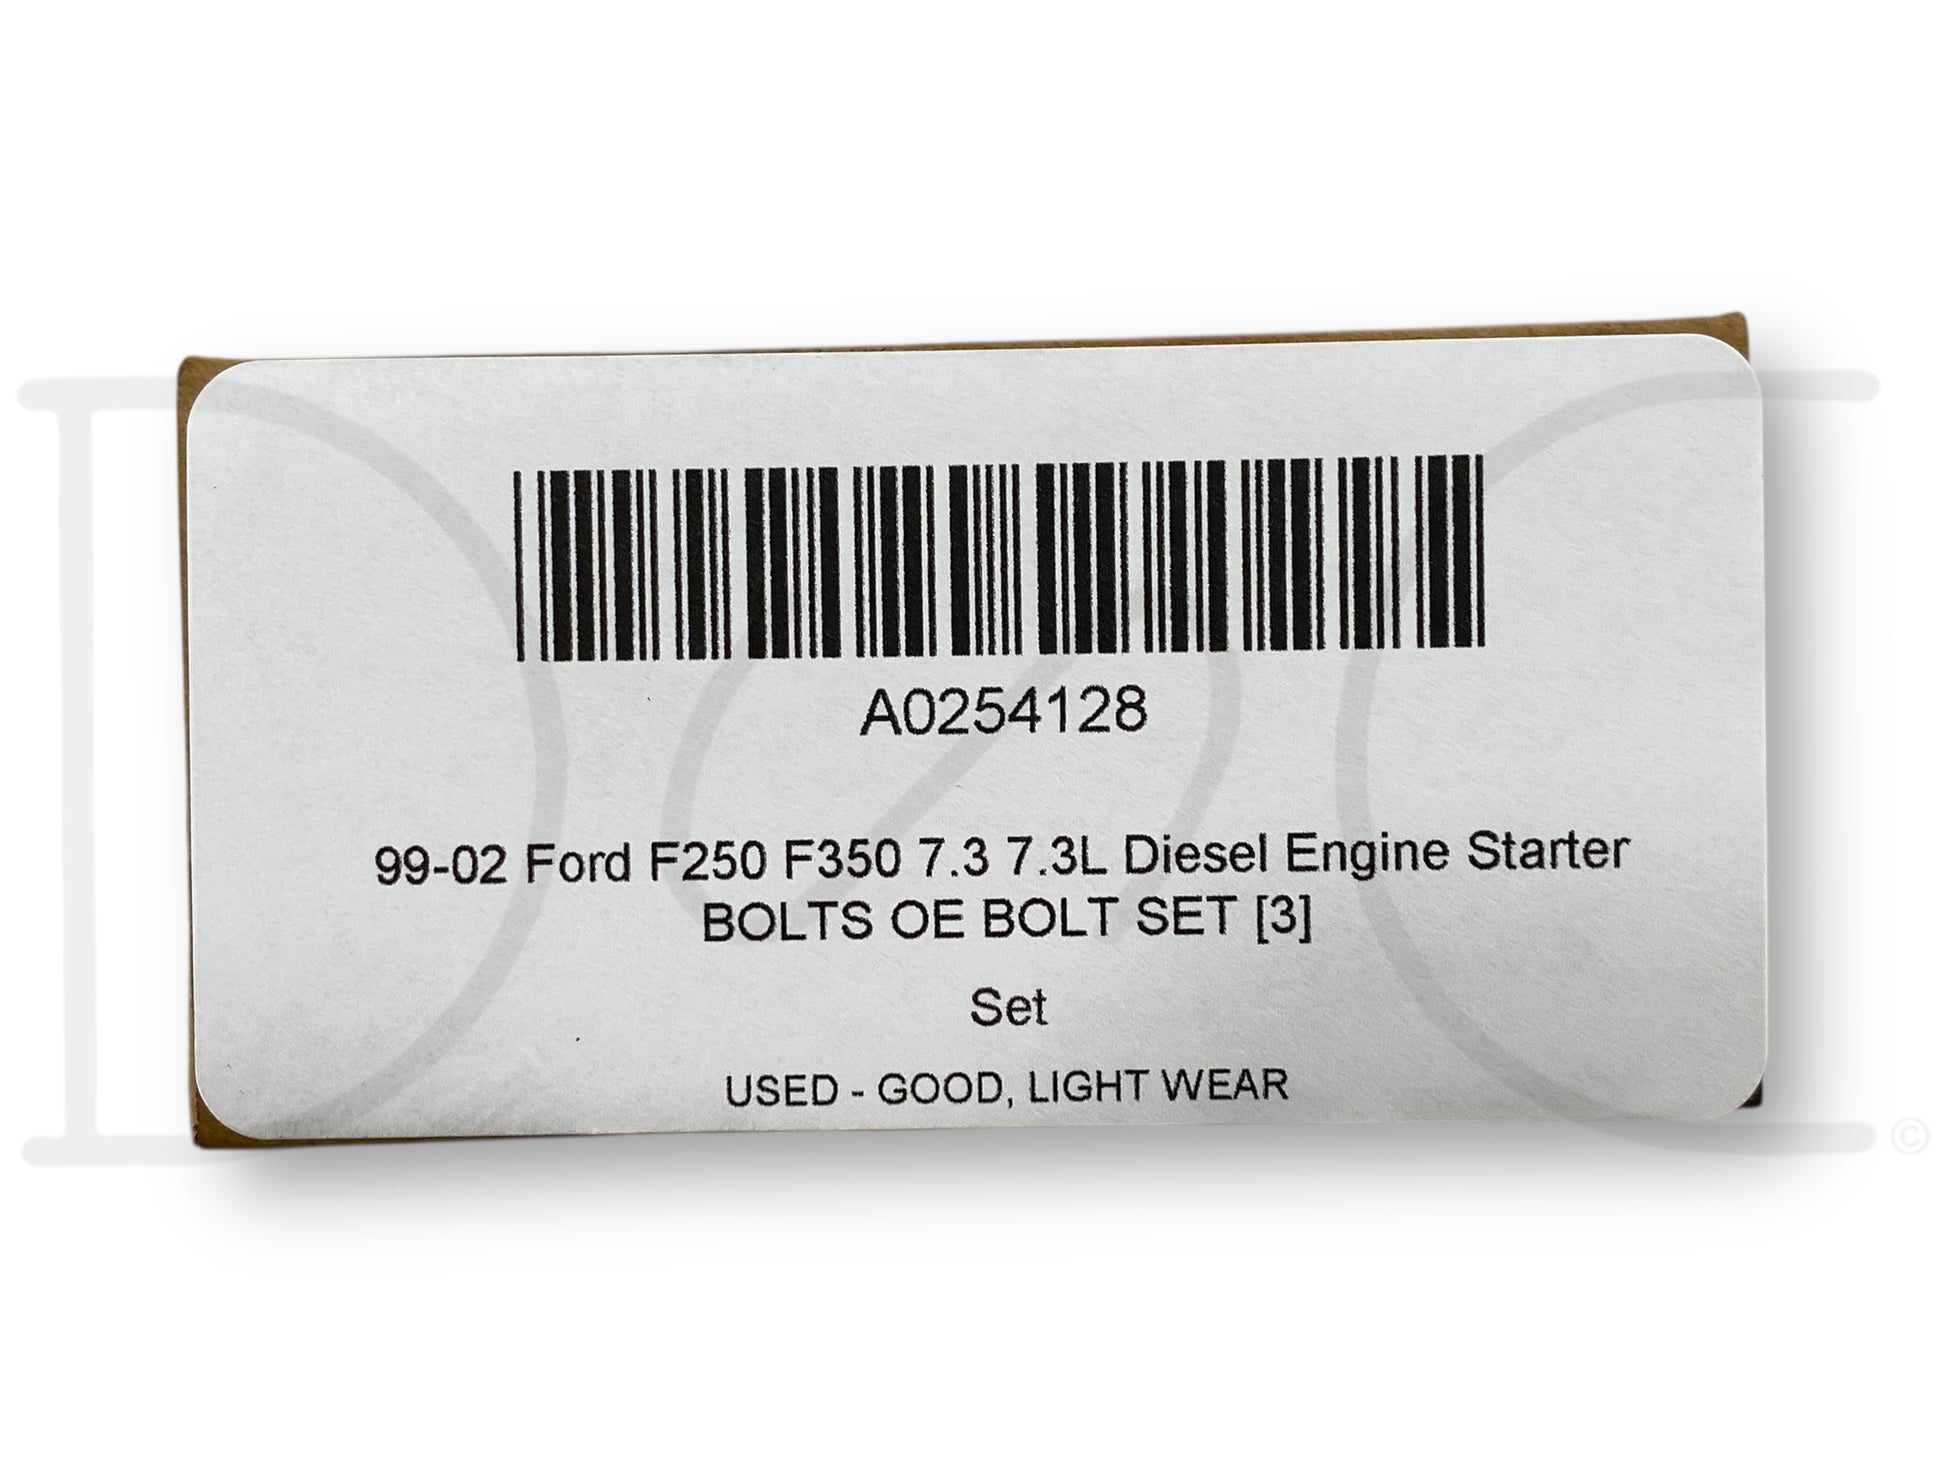 A0254128
99-02 Ford F250 F350 7.3 7.3L Diesel Engine Starter
BOLTS OE BOLT SET [3]
Set
USED - GOOD, LIGHT WEAR
©